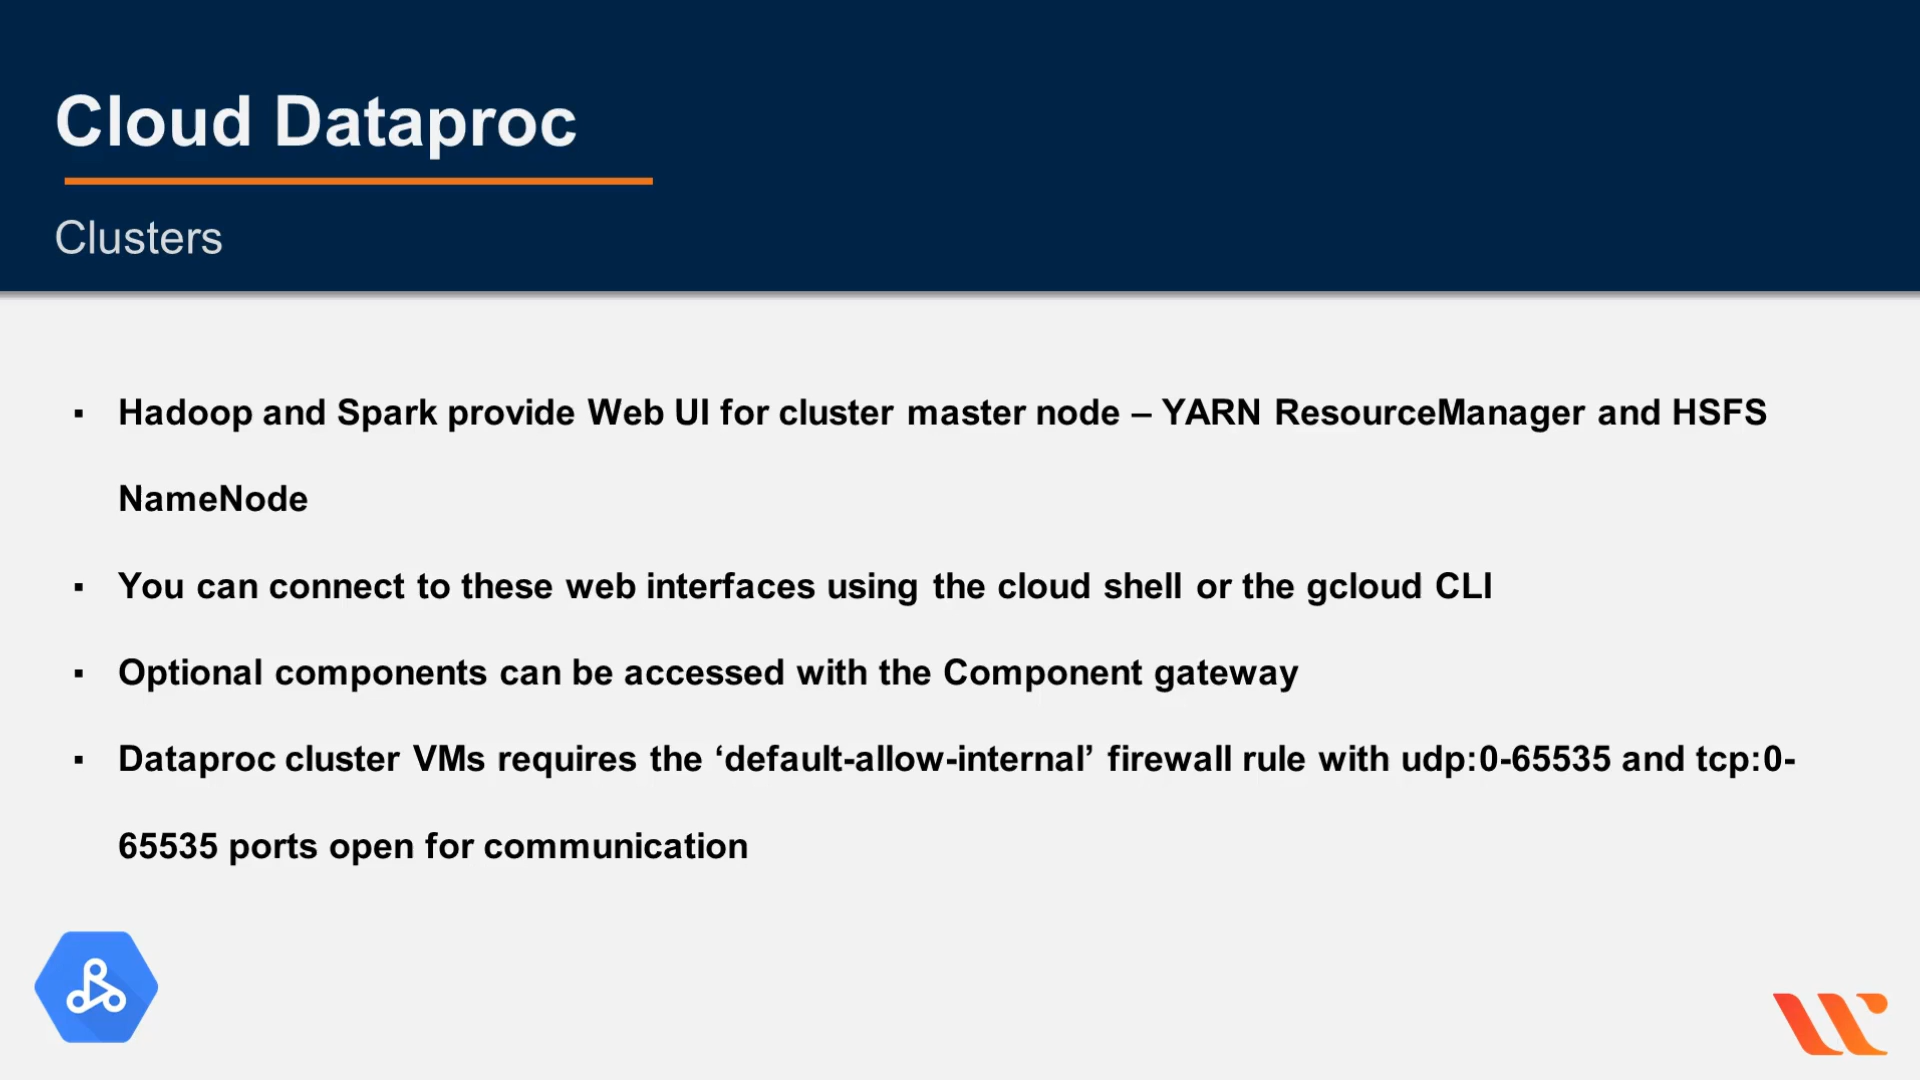 Cloud Dataproc
Clusters
▪ Hadoop and Spark provide Web UI for cluster master node – YARN ResourceManager and HSFS
NameNode
▪ You can connect to these web interfaces using the cloud shell or the gcloud CLI
▪ Optional components can be accessed with the Component gateway
▪ Dataproc cluster VMs requires the ‘default-allow-internal’ firewall rule with udp:0-65535 and tcp:0-
65535 ports open for communication